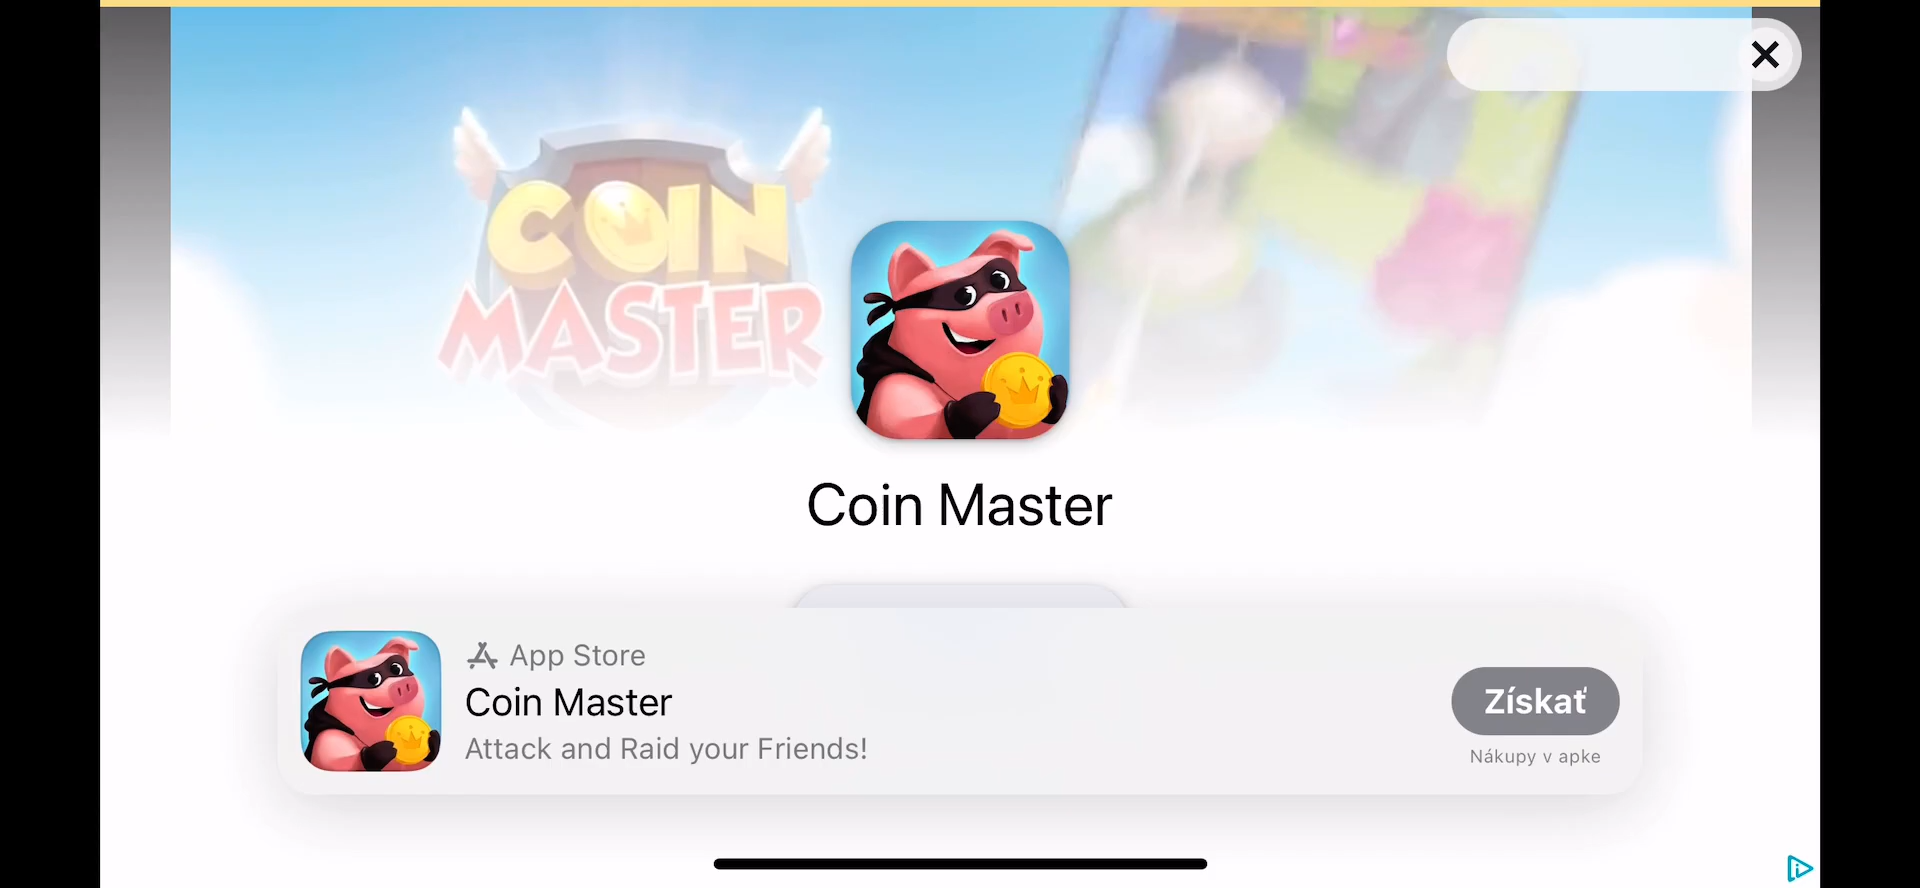 COIN
MASTER
Coin Master
App Store
Coin Master
Attack and Raid your Friends!
Získať
Nákupy v apke